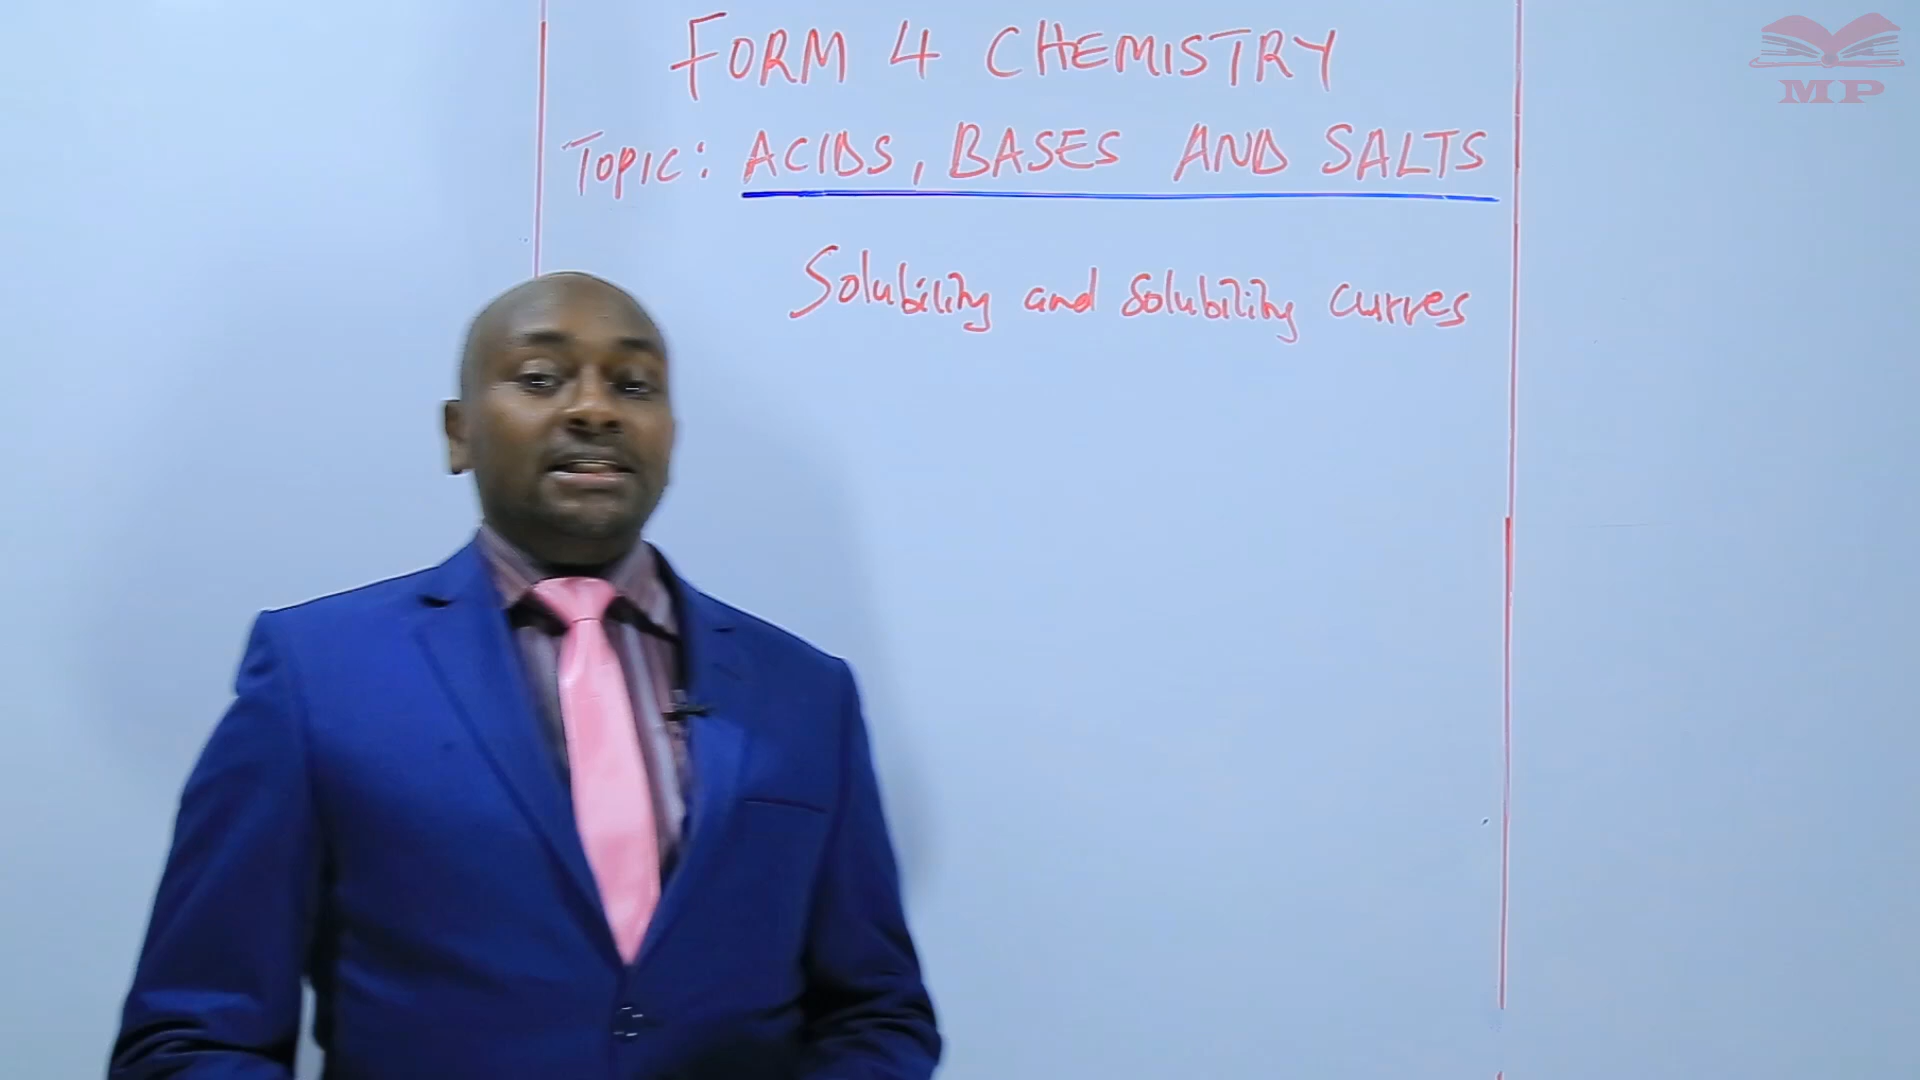 FORM 4 CHEMISTRY
TOPIC: ACIDS, BASES AND SALTS
Solubility and solubility curves
MP